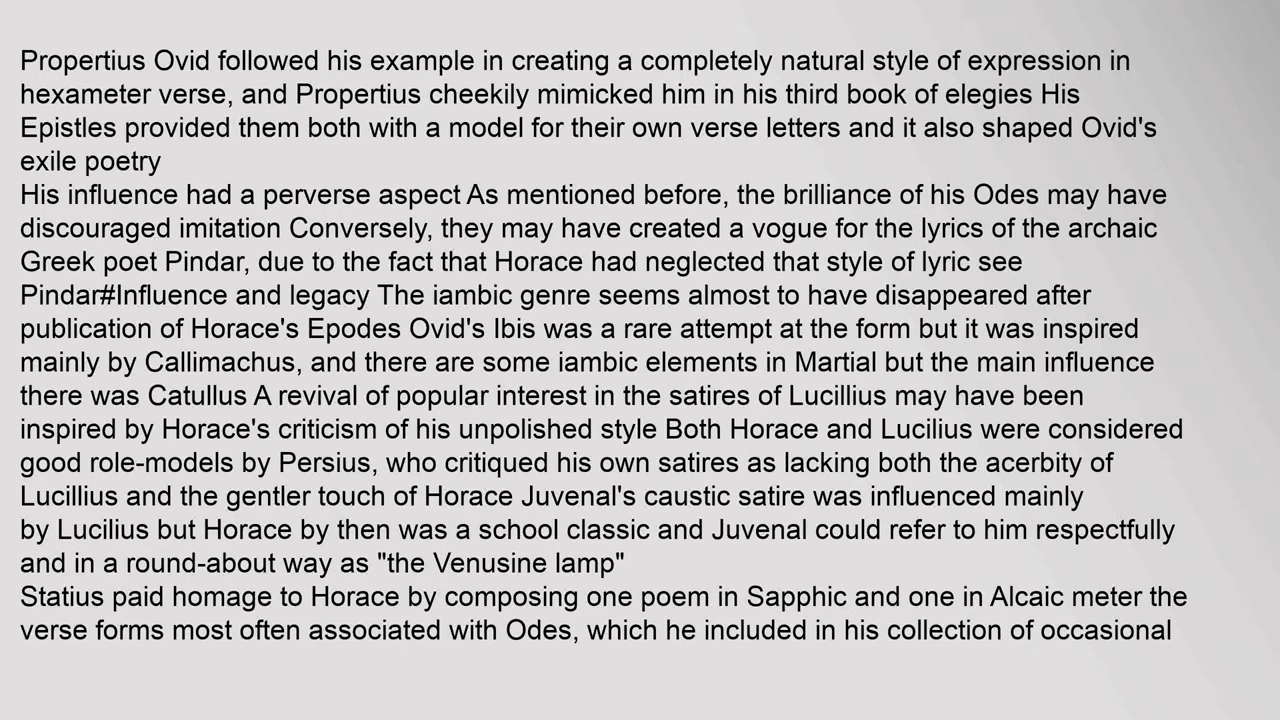 Propertius Ovid followed his example in creating a completely natural style of expression in
hexameter verse, and Propertius cheekily mimicked him in his third book of elegies His
Epistles provided them both with a model for their own verse letters and it also shaped Ovid's
exile poetry
His influence had a perverse aspect As mentioned before, the brilliance of his Odes may have
discouraged imitation Conversely, they may have created a vogue for the lyrics of the archaic
Greek poet Pindar, due to the fact that Horace had neglected that style of lyric see
Pindar#Influence and legacy The iambic genre seems almost to have disappeared after
publication of Horace's Epodes Ovid's Ibis was a rare attempt at the form but it was inspired
mainly by Callimachus, and there are some iambic elements in Martial but the main influence
there was Catullus A revival of popular interest in the satires of Lucillius may have been
inspired by Horace's criticism of his unpolished style Both Horace and Lucilius were considered
good role-models by Persius, who critiqued his own satires as lacking both the acerbity of
Lucillius and the gentler touch of Horace Juvenal's caustic satire was influenced mainly
by Lucilius but Horace by then was a school classic and Juvenal could refer to him respectfully
and in a round-about way as "the Venusine lamp"
Statius paid homage to Horace by composing one poem in Sapphic and one in Alcaic meter the
verse forms most often associated with Odes, which he included in his collection of occasional